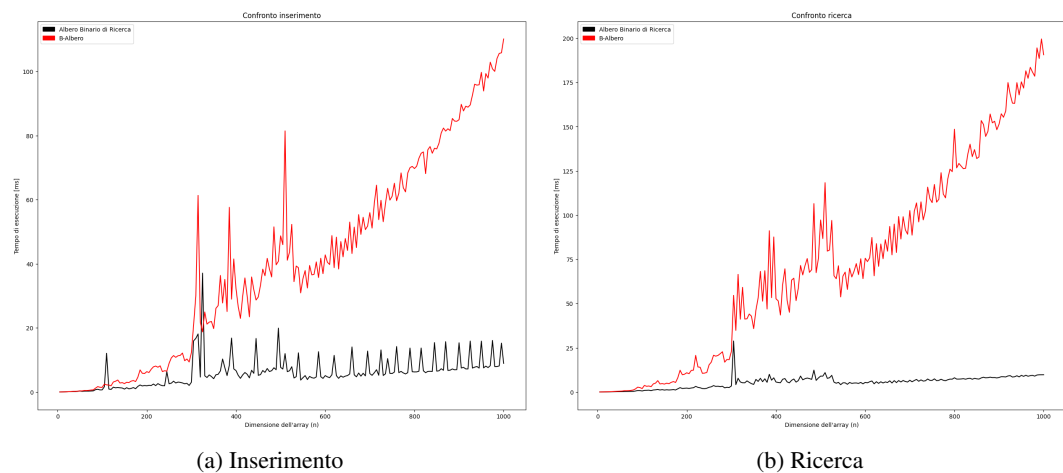 Confronto inserimento
Albero Binario di Ricerca
B-Albero
Tempo di esecuzione [ms]
100
80
60
40
20
0
0
200
400
600
800
1000
Dimensione dell'array (n)
(a) Inserimento
Confronto ricerca
Albero Binario di Ricerca
B-Albero
Tempo di esecuzione [ms]
200
175
150
125
100
75
50
25
0
0
200
400
600
800
1000
Dimensione dell'array (n)
(b) Ricerca